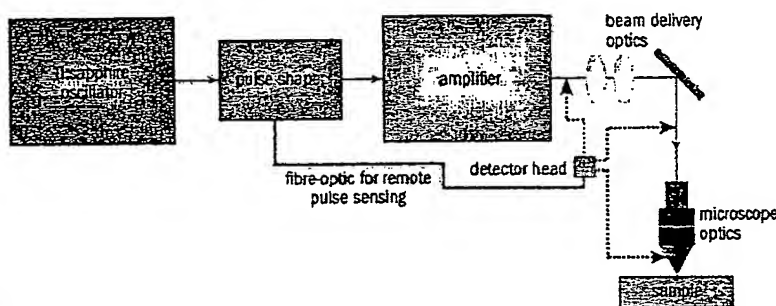 beam delivery
optics
Ti:sapphire
oscillator
pulse shaper
amplifier
detector head
fibre-optic for remote
pulse sensing
microscope
optics
sample